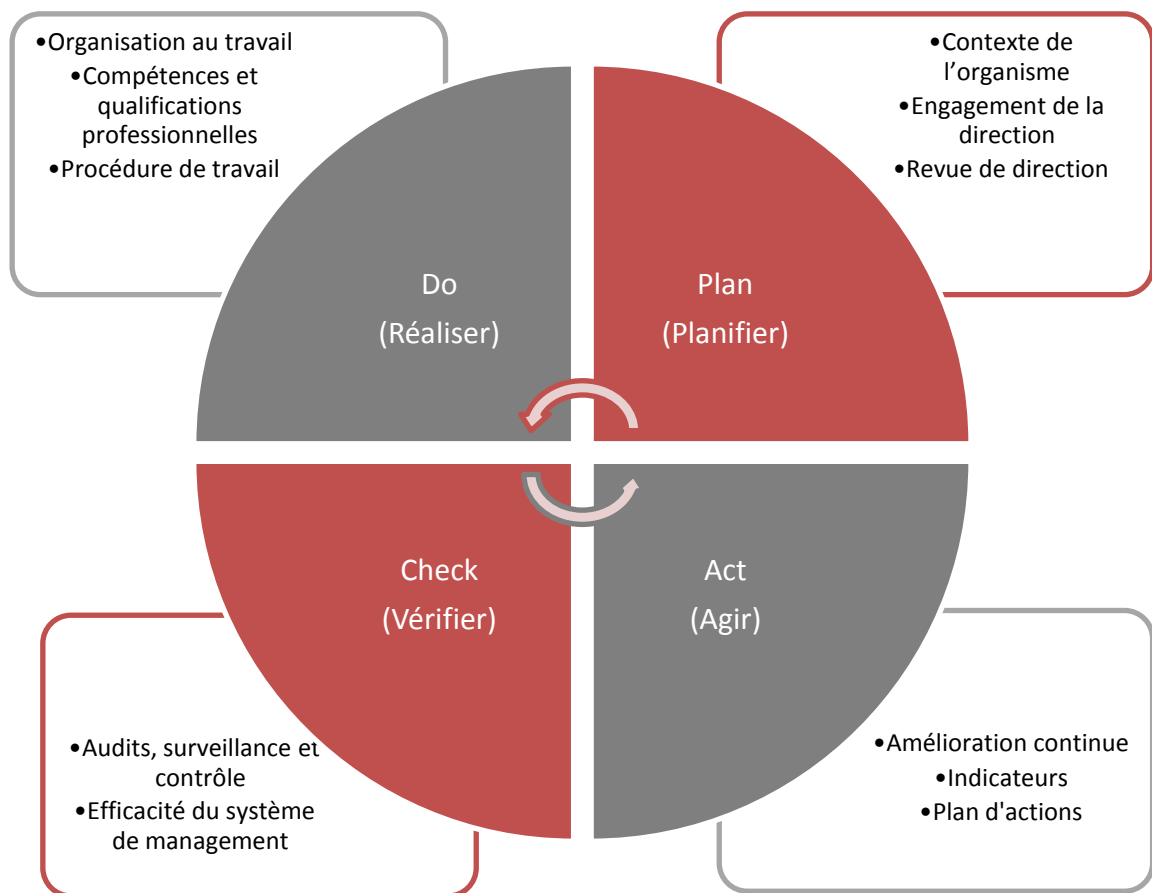 •Organisation au travail
•Compétences et
qualifications
professionnelles
•Procédure de travail
•Contexte de
l’organisme
•Engagement de la
direction
•Revue de direction
Do
(Réaliser)
Plan
(Planifier)
Check
(Vérifier)
Act
(Agir)
•Audits, surveillance et
contrôle
•Efficacité du système
de management
•Amélioration continue
•Indicateurs
•Plan d'actions